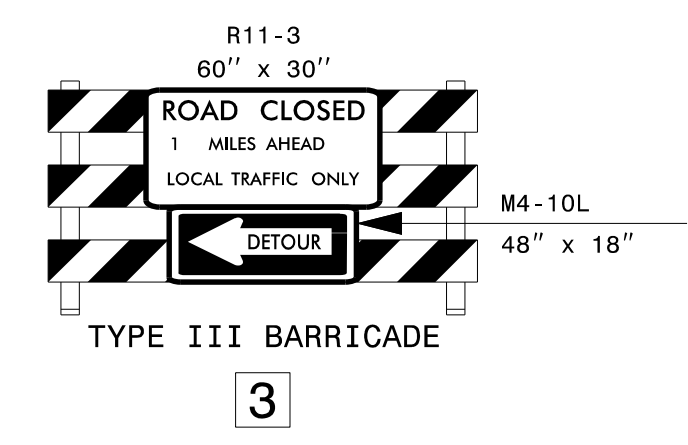 R11-3
60" x 30"
ROAD CLOSED
1 MILES AHEAD
LOCAL TRAFFIC ONLY
DETOUR
M4-10L
48" x 18"
TYPE III BARRICADE
3